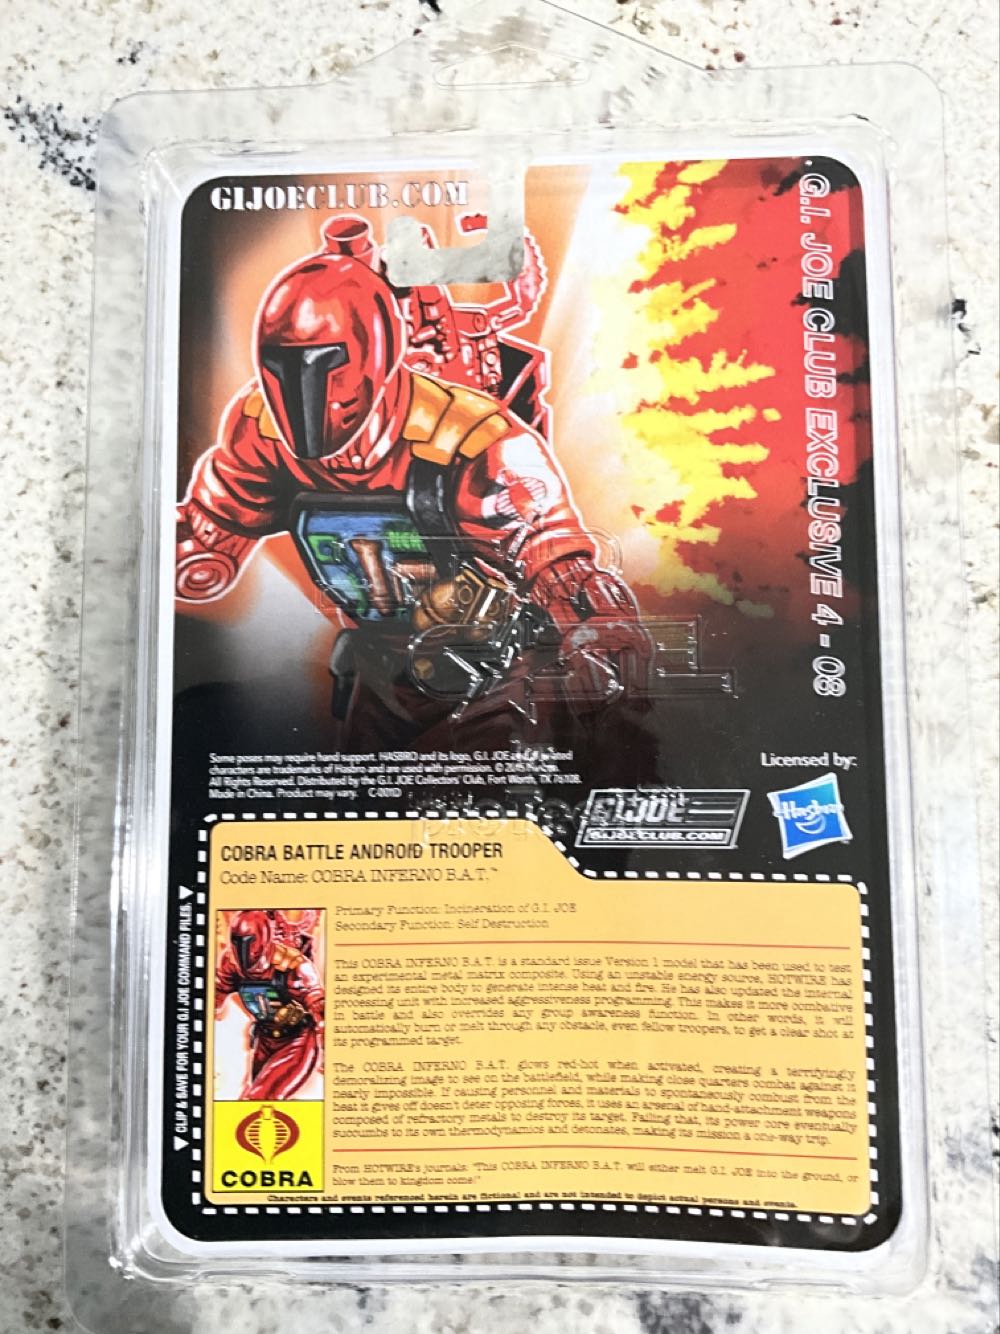 GIJOECLUB.COM
G.I. JOE CLUB EXCLUSIVE 4 - 08
Some poses may require hand support. HASBRO and its logo, G.I. JOE and
characters are trademarks of Hasbro and are used with permission. © 2015
All Rights Reserved. Distributed by the G.I. JOE Collectors' Club, Fort Worth, TX 76108.
Made in China. Product may vary. C-001D
Licensed by:
Hasbro
GI JOE
GIJOECLUB.COM
COBRA BATTLE ANDROID TROOPER
Code Name: COBRA INFERNO B.A.T.™
Primary Function: Incineration of G.I. JOE
Secondary Function: Self Destruction
This COBRA INFERNO B.A.T. is a standard issue Version 1 model that has been used to test
an experimental metal matrix composite. Using an unstable energy source, HOTWIRE has
designed its entire body to generate intense heat and fire. He has also updated the internal
processing unit with increased aggressiveness programming. This makes it more combative
in battle and also overrides any group awareness function. In other words, it will
automatically burn or melt through any obstacle, even fellow troopers, to get a clear shot at
its programmed target.
The COBRA INFERNO B.A.T. glows red-hot when activated, creating a terrifyingly
demoralizing image to see on the battlefield, while making close quarters combat against it
nearly impossible. If causing personnel and materials to spontaneously combust from the
heat it gives off doesn't deter opposing forces, it uses an arsenal of hand-attachment weapons
composed of refractory metals to destroy its target. Failing that, its power core eventually
succumbs to its own thermodynamics and detonates, making its mission a one-way trip.
From HOTWIRE's journals: "This COBRA INFERNO B.A.T. will either melt G.I. JOE into the ground, or
blow them to kingdom come!"
Characters and events referenced herein are fictional and are not intended to depict actual persons and events.
COBRA
▼ CLIP & SAVE FOR YOUR G.I. JOE COMMAND FILES. ▼